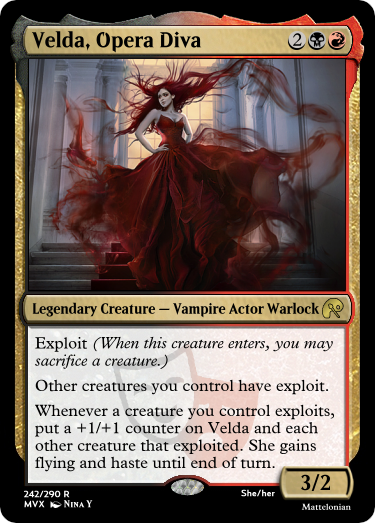 Velda, Opera Diva 2
Legendary Creature — Vampire Actor Warlock
Exploit (When this creature enters, you may
sacrifice a creature.)
Other creatures you control have exploit.
Whenever a creature you control exploits,
put a +1/+1 counter on Velda and each
other creature that exploited. She gains
flying and haste until end of turn.
3/2
242/290 R She/her
MVX Nina Y Mattelonian